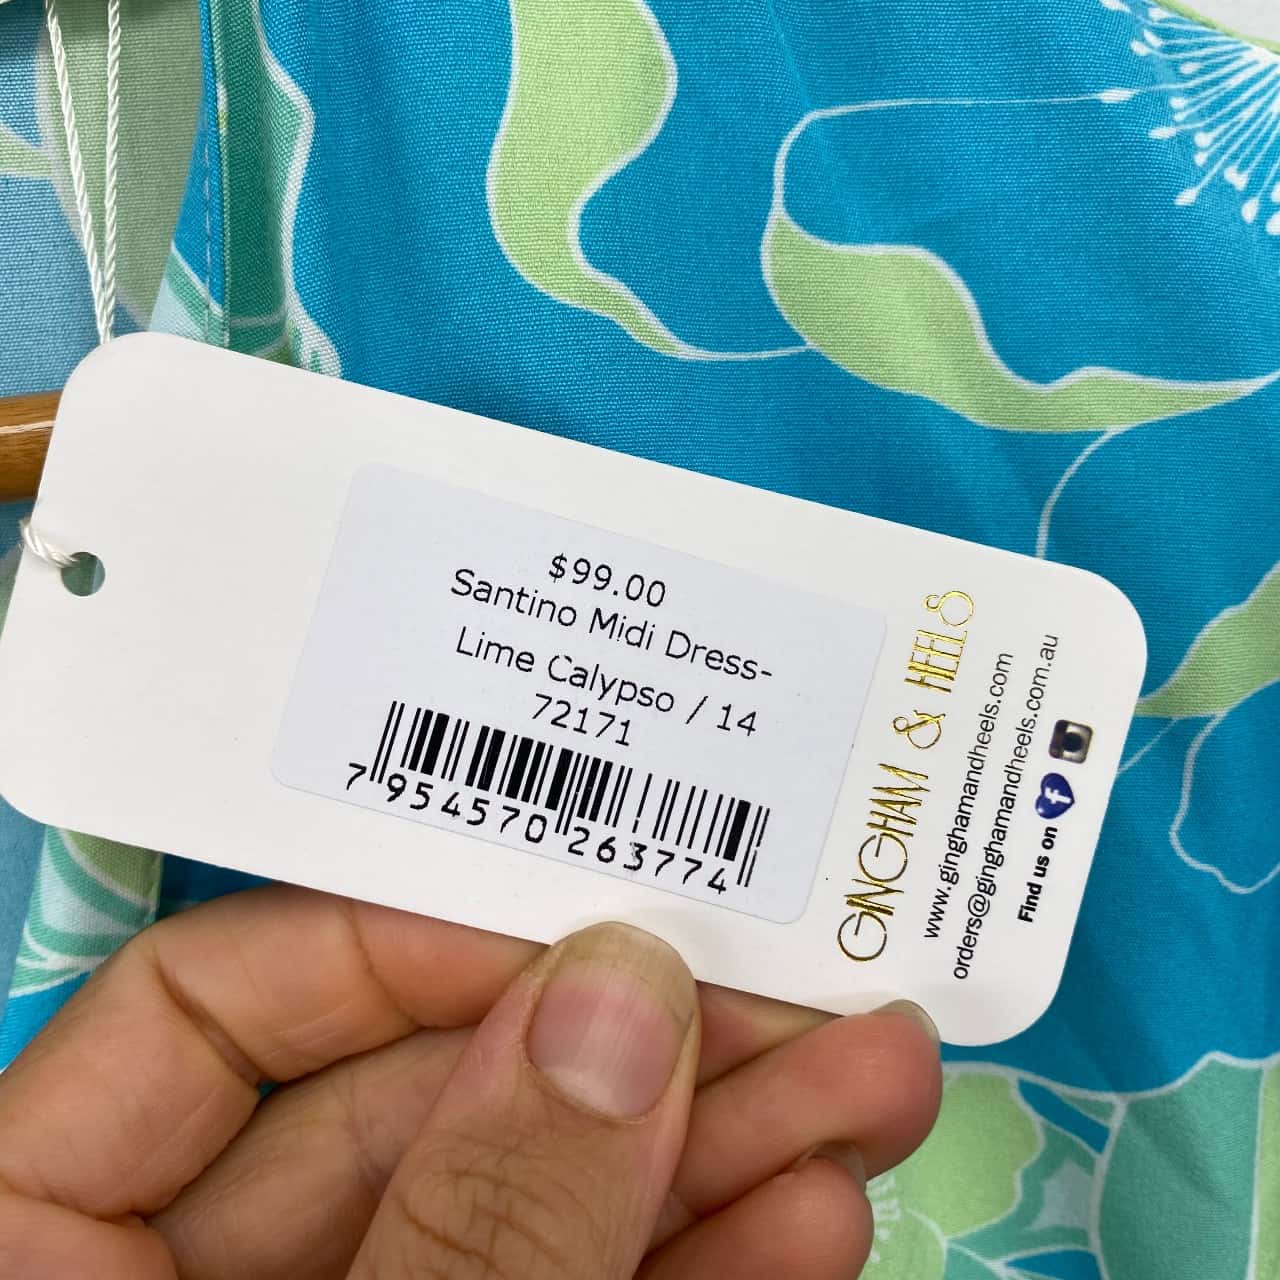 $99.00
Santino Midi Dress-
Lime Calypso / 14
72171
7 954570 263774
GINGHAM & HEELS
www.ginghamandheels.com
orders@ginghamandheels.com.au
Find us on f